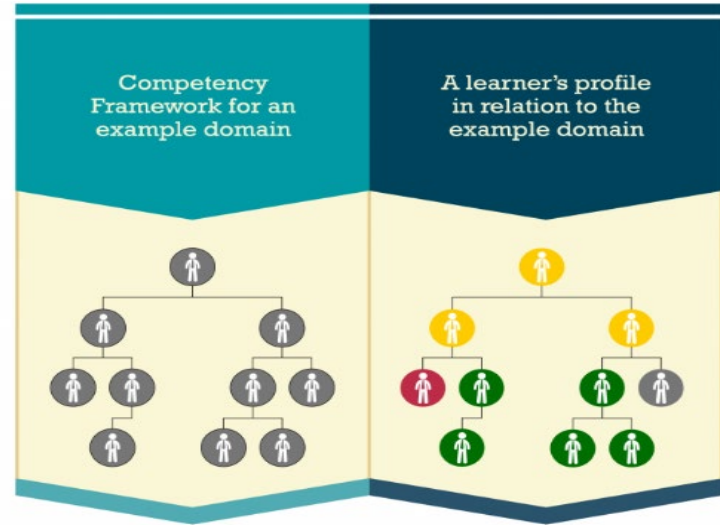 Competency
Framework for an
example domain
A learner's profile
in relation to the
example domain